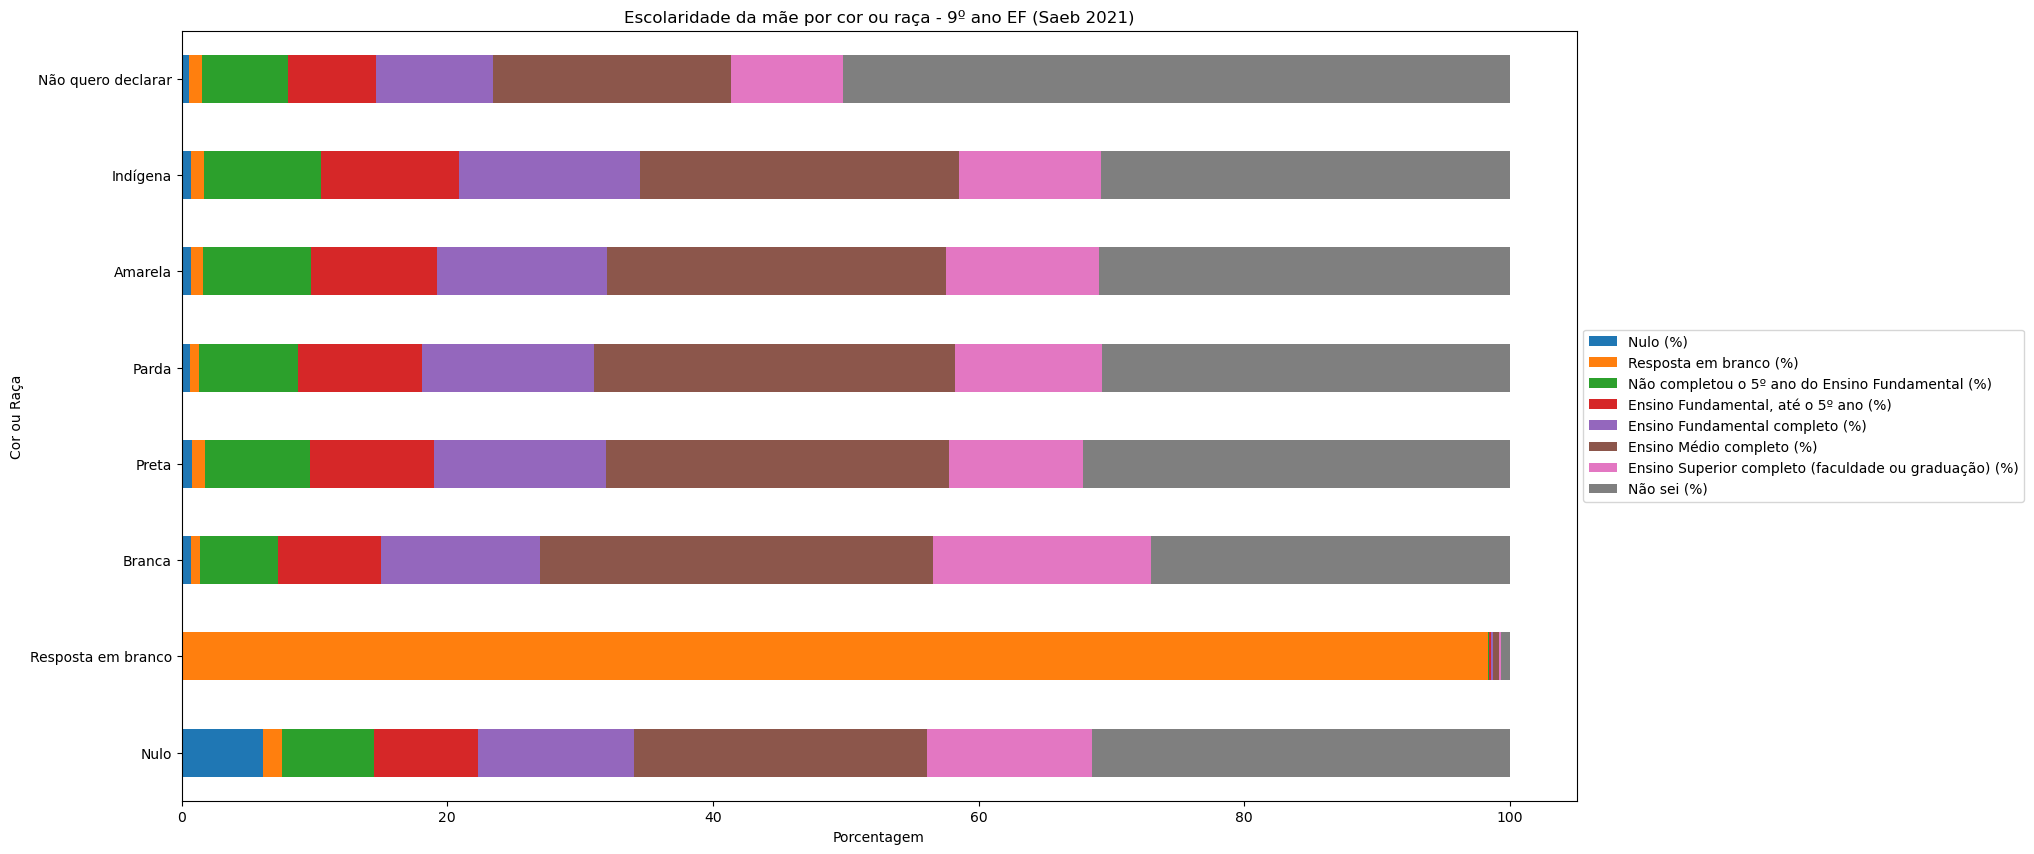 Escolaridade da mãe por cor ou raça - 9º ano EF (Saeb 2021)
Cor ou Raça
Não quero declarar
Indígena
Amarela
Parda
Preta
Branca
Resposta em branco
Nulo
0 20 40 60 80 100
Porcentagem
Nulo (%)
Resposta em branco (%)
Não completou o 5º ano do Ensino Fundamental (%)
Ensino Fundamental, até o 5º ano (%)
Ensino Fundamental completo (%)
Ensino Médio completo (%)
Ensino Superior completo (faculdade ou graduação) (%)
Não sei (%)